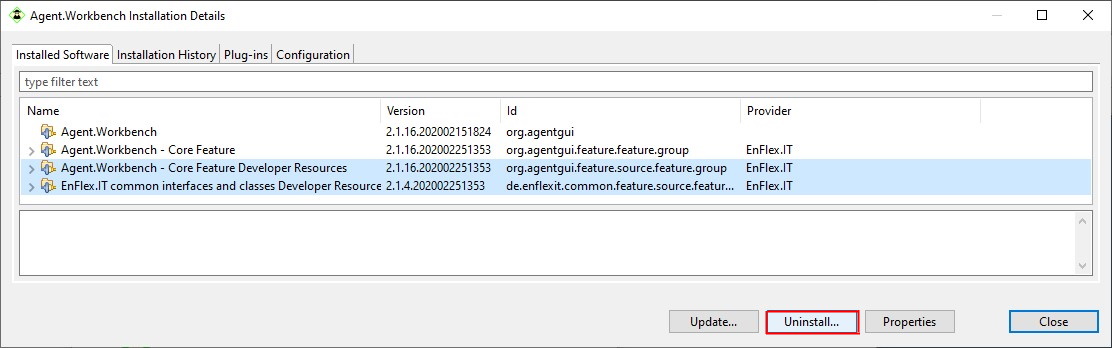 Agent.Workbench Installation Details
Installed Software Installation History Plug-ins Configuration
type filter text
Name Version Id Provider
Agent.Workbench 2.1.16.202002151824 org.agentgui
Agent.Workbench - Core Feature 2.1.16.202002251353 org.agentgui.feature.feature.group EnFlex.IT
Agent.Workbench - Core Feature Developer Resources 2.1.16.202002251353 org.agentgui.feature.source.feature.group EnFlex.IT
EnFlex.IT common interfaces and classes Developer Resource 2.1.4.202002251353 de.enflexit.common.feature.source.featur... EnFlex.IT
Update... Uninstall... Properties Close